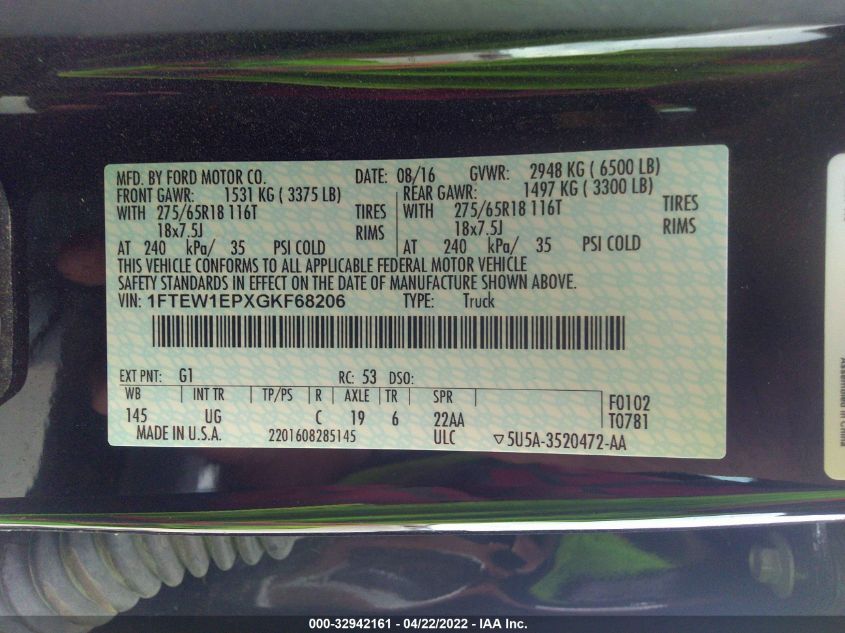 MFD. BY FORD MOTOR CO. DATE: 08/16 GVWR: 2948 KG ( 6500 LB)
FRONT GAWR: 1531 KG ( 3375 LB) REAR GAWR: 1497 KG ( 3300 LB)
WITH 275/65R18 116T TIRES WITH 275/65R18 116T TIRES
18x7.5J RIMS 18x7.5J RIMS
AT 240 kPa/ 35 PSI COLD AT 240 kPa/ 35 PSI COLD
THIS VEHICLE CONFORMS TO ALL APPLICABLE FEDERAL MOTOR VEHICLE
SAFETY STANDARDS IN EFFECT ON THE DATE OF MANUFACTURE SHOWN ABOVE.
VIN: 1FTEW1EPXGKF68206 TYPE: Truck
EXT PNT: G1 RC: 53 DSO:
WB INT TR TP/PS R AXLE TR SPR
145 UG C 19 6 22AA F0102
T0781
MADE IN U.S.A. 2201608285145 ULC ▽5U5A-3520472-AA
Assembled in China
000-32942161 - 04/22/2022 - IAA Inc.